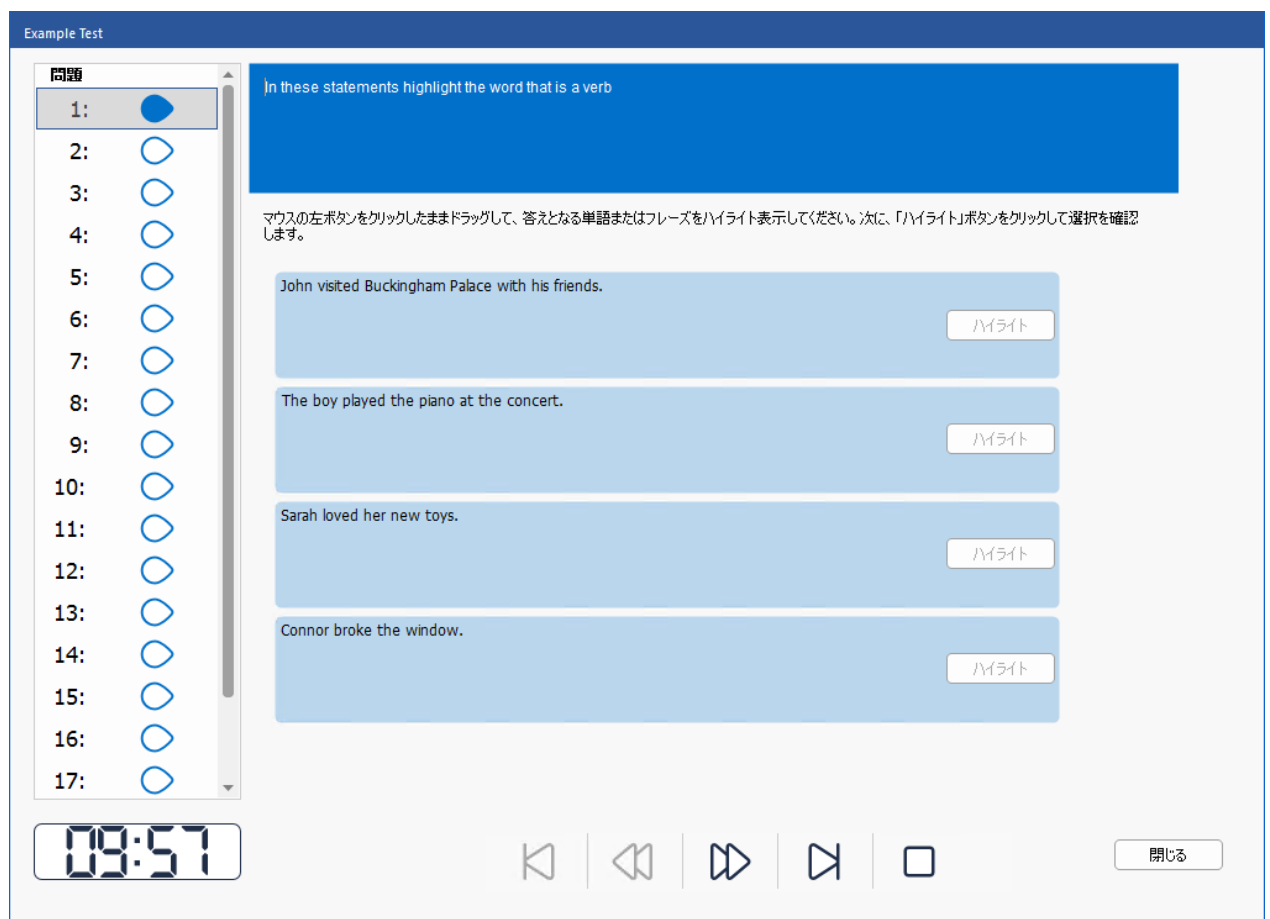 Example Test
問題
1:
2:
3:
4:
5:
6:
7:
8:
9:
10:
11:
12:
13:
14:
15:
16:
17:
09:57
In these statements highlight the word that is a verb
マウスの左ボタンをクリックしたままドラッグして、答えとなる単語またはフレーズをハイライト表示してください。次に、「ハイライト」ボタンをクリックして選択を確認
します。
John visited Buckingham Palace with his friends.
ハイライト
The boy played the piano at the concert.
ハイライト
Sarah loved her new toys.
ハイライト
Connor broke the window.
ハイライト
閉じる